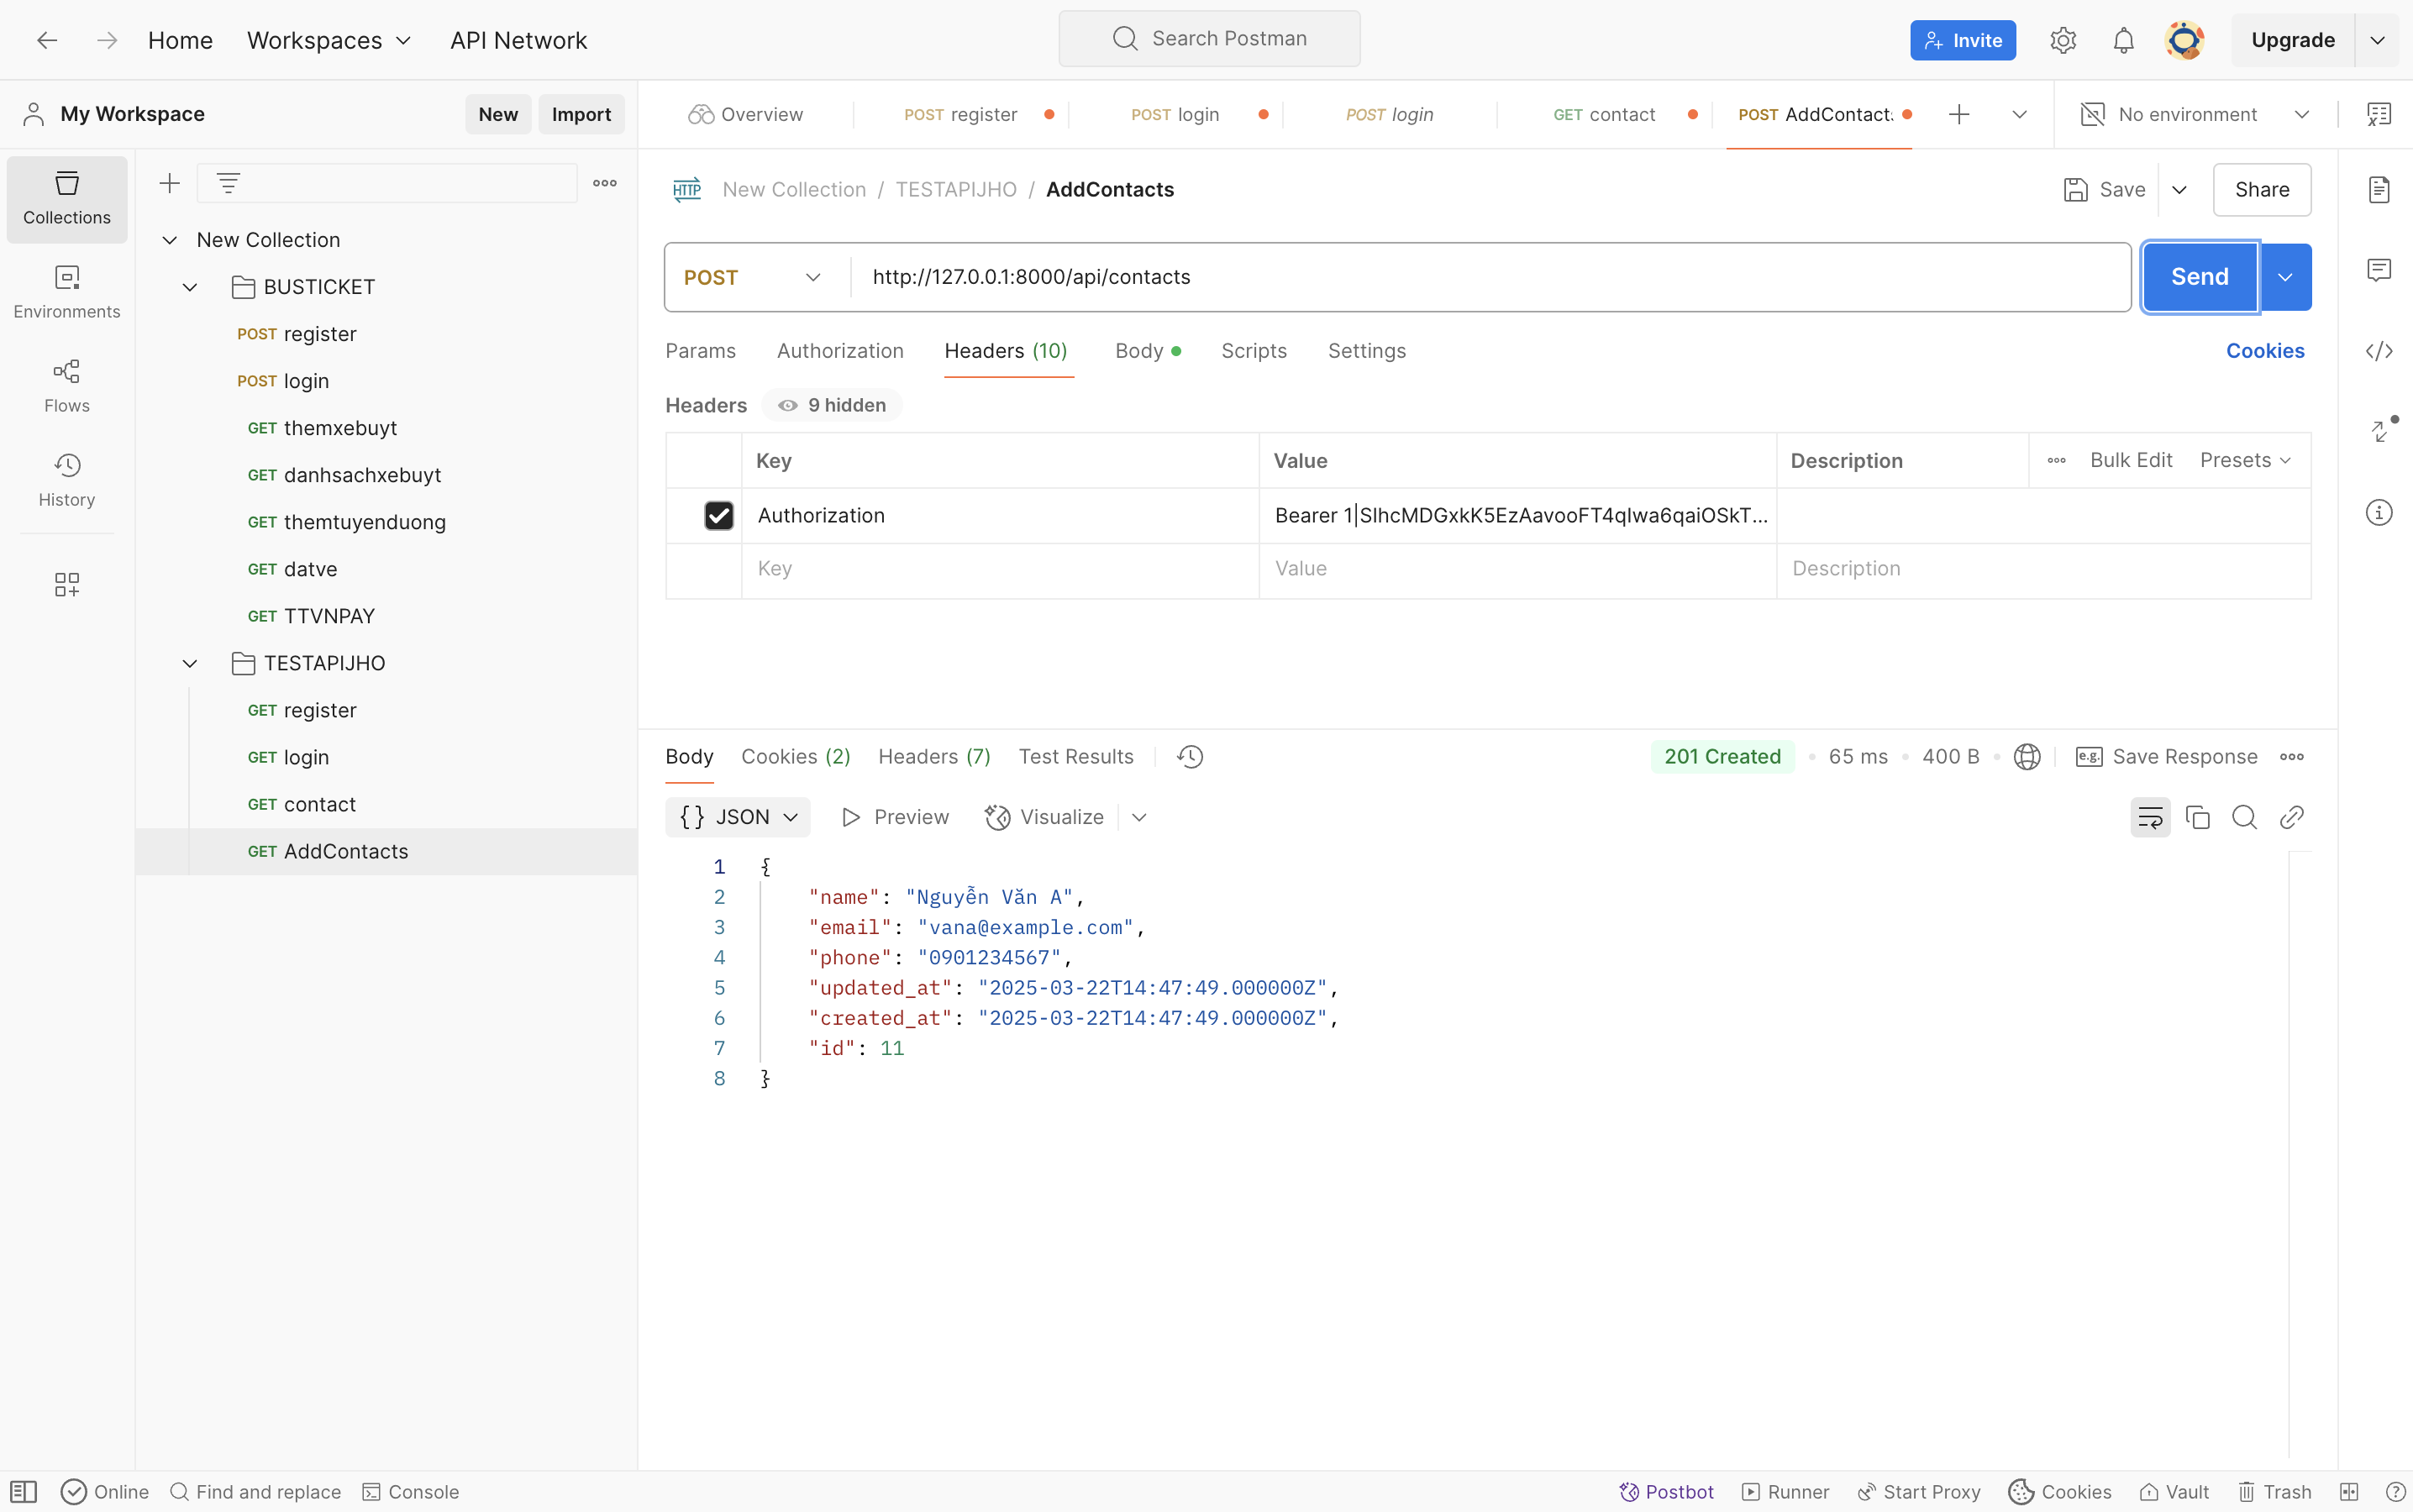 Home Workspaces API Network Search Postman Invite Upgrade
My Workspace New Import
Overview POST register POST login POST login GET contact POST AddContact No environment
Collections
Environments
Flows
History
New Collection
BUSTICKET
POST register
POST login
GET themxebuyt
GET danhsachxebuyt
GET themtuyenduong
GET datve
GET TTVNPAY
TESTAPIJHO
GET register
GET login
GET contact
GET AddContacts
HTTP New Collection / TESTAPIJHO / AddContacts Save Share
POST http://127.0.0.1:8000/api/contacts Send
Params Authorization Headers (10) Body Scripts Settings Cookies
Headers 9 hidden
Key Value Description Bulk Edit Presets
Authorization Bearer 1|SIhcMDGxkK5EzAavooFT4qIwa6qaiOSkT...
Key Value Description
Body Cookies (2) Headers (7) Test Results 201 Created • 65 ms • 400 B • e.g. Save Response
{} JSON Preview Visualize
1 {
2 "name": "Nguyễn Văn A",
3 "email": "vana@example.com",
4 "phone": "0901234567",
5 "updated_at": "2025-03-22T14:47:49.000000Z",
6 "created_at": "2025-03-22T14:47:49.000000Z",
7 "id": 11
8 }
Online Find and replace Console Postbot Runner Start Proxy Cookies Vault Trash